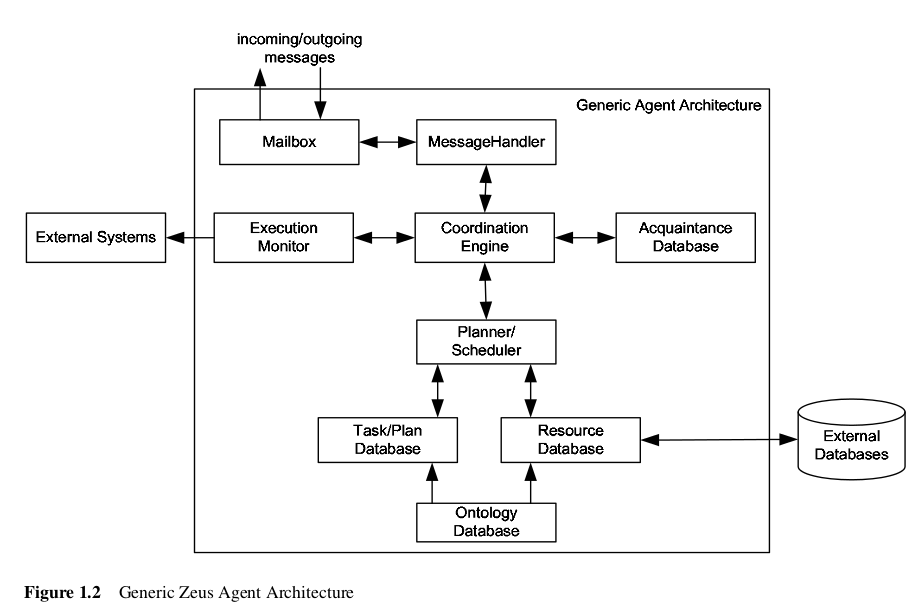 incoming/outgoing
messages
Generic Agent Architecture
Mailbox
MessageHandler
External Systems
Execution
Monitor
Coordination
Engine
Acquaintance
Database
Planner/
Scheduler
Task/Plan
Database
Resource
Database
External
Databases
Ontology
Database
Figure 1.2 Generic Zeus Agent Architecture